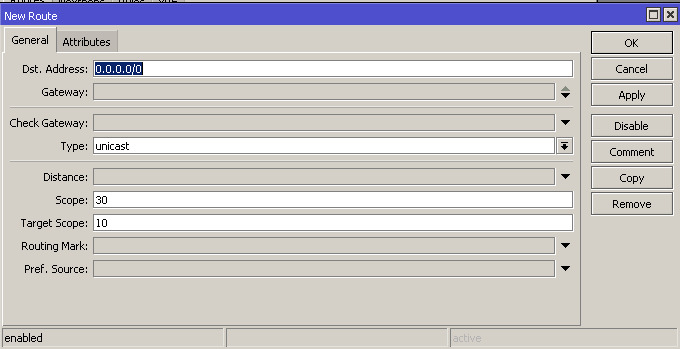 New Route
General Attributes
Dst. Address: 0.0.0.0/0
Gateway:
Check Gateway:
Type: unicast
Distance:
Scope: 30
Target Scope: 10
Routing Mark:
Pref. Source:
OK
Cancel
Apply
Disable
Comment
Copy
Remove
enabled active